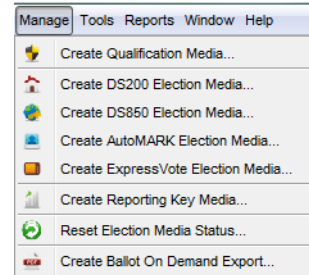 Manage Tools Reports Window Help
Create Qualification Media...
Create DS200 Election Media...
Create DS850 Election Media...
Create AutoMARK Election Media...
Create ExpressVote Election Media...
Create Reporting Key Media...
Reset Election Media Status...
Create Ballot On Demand Export...